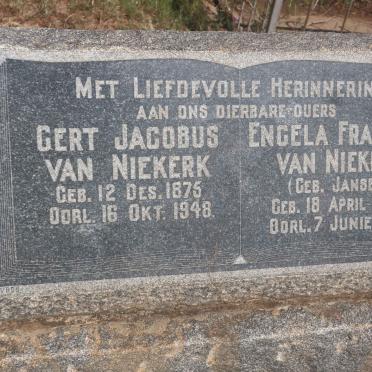 MET LIEFDEVOLLE HERINNERIN
AAN ONS DIERBARE OUERS
GERT JACOBUS
VAN NIEKERK
GEB. 12 DES. 1875
OORL. 16 OKT. 1948.
ENGELA FRA
VAN NIEK
(GEB. JANSE
GEB. 18 APRIL
OORL. 7 JUNIE